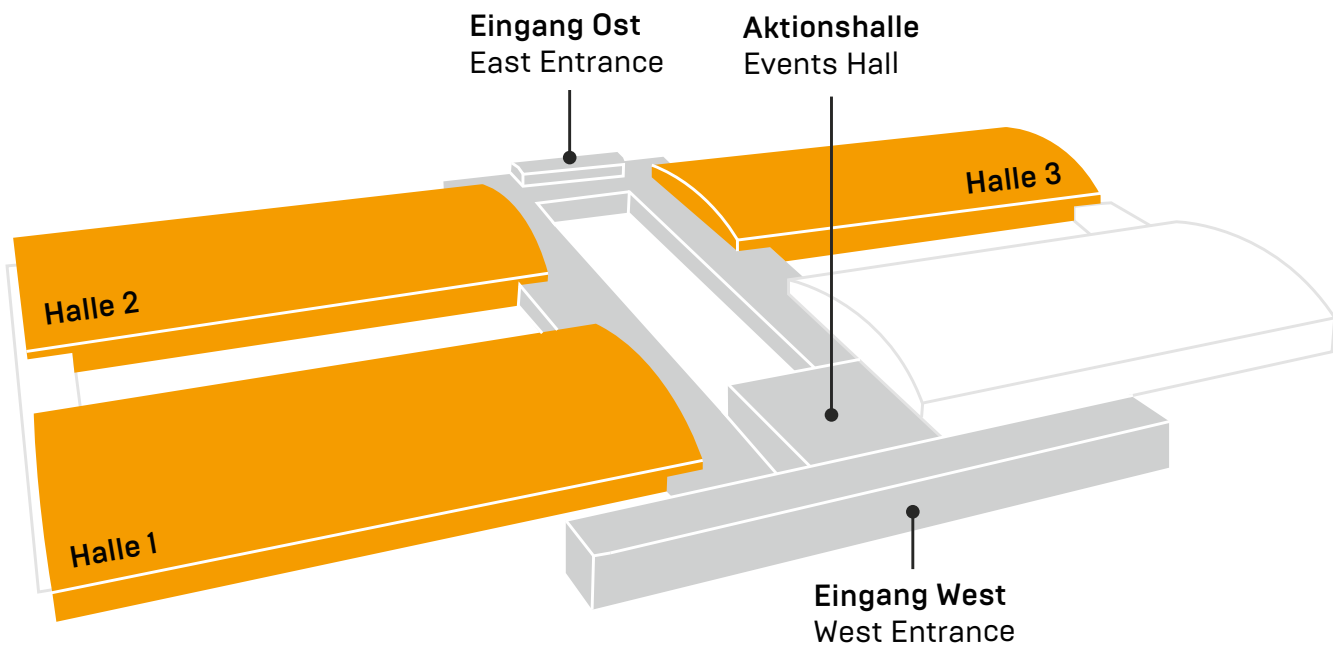 Eingang Ost
East Entrance
Aktionshalle
Events Hall
Halle 3
Halle 2
Halle 1
Eingang West
West Entrance